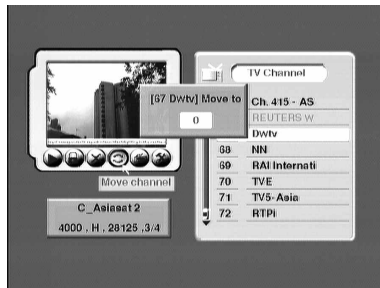 TV Channel
[67 Dwtv] Move to
0
Ch. 415 - AS
REUTERS W
Dwtv
68 NN
69 RAI Internati
70 TVE
71 TV5-Asia
72 RTPi
Move channel
C_Asiasat 2
4000 , H , 28125 ,3/4